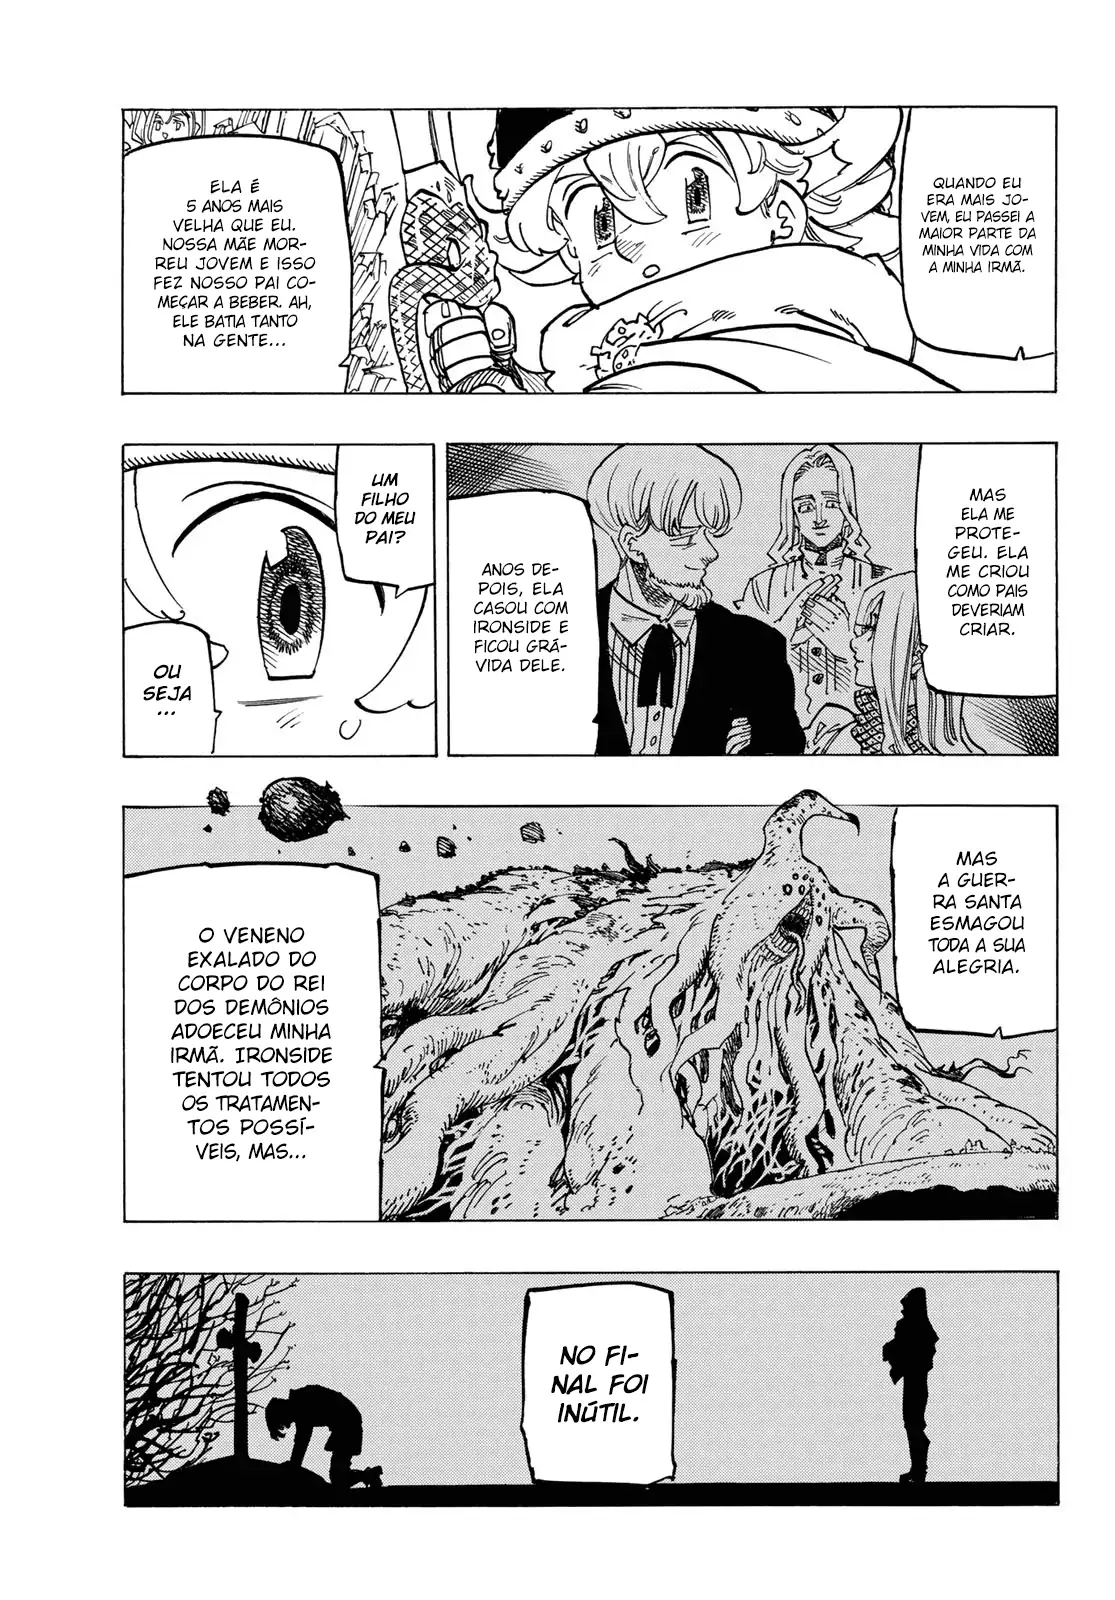 QUANDO EU
ERA MAIS JO-
VEM, EU PASSEI A
MAIOR PARTE DA
MINHA VIDA COM
A MINHA IRMÃ.
ELA É
5 ANOS MAIS
VELHA QUE EU.
NOSSA MÃE MOR-
REU JOVEM E ISSO
FEZ NOSSO PAI CO-
MEÇAR A BEBER. AH,
ELE BATIA TANTO
NA GENTE...
MAS
ELA ME
PROTE-
GEU. ELA
ME CRIOU
COMO PAIS
DEVERIAM
CRIAR.
ANOS DE-
POIS, ELA
CASOU COM
IRONSIDE E
FICOU GRÁ-
VIDA DELE.
UM
FILHO
DO MEU
PAI?
OU
SEJA
...
MAS
A GUER-
RA SANTA
ESMAGOU
TODA A SUA
ALEGRIA.
O VENENO
EXALADO DO
CORPO DO REI
DOS DEMÔNIOS
ADOECEU MINHA
IRMÃ. IRONSIDE
TENTOU TODOS
OS TRATAMEN-
TOS POSSÍ-
VEIS, MAS...
NO FI-
NAL FOI
INÚTIL.